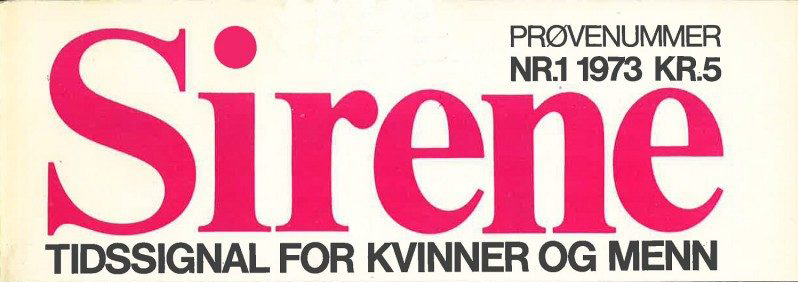 Sirene
PRØVENUMMER
NR.1 1973 KR.5
TIDSSIGNAL FOR KVINNER OG MENN